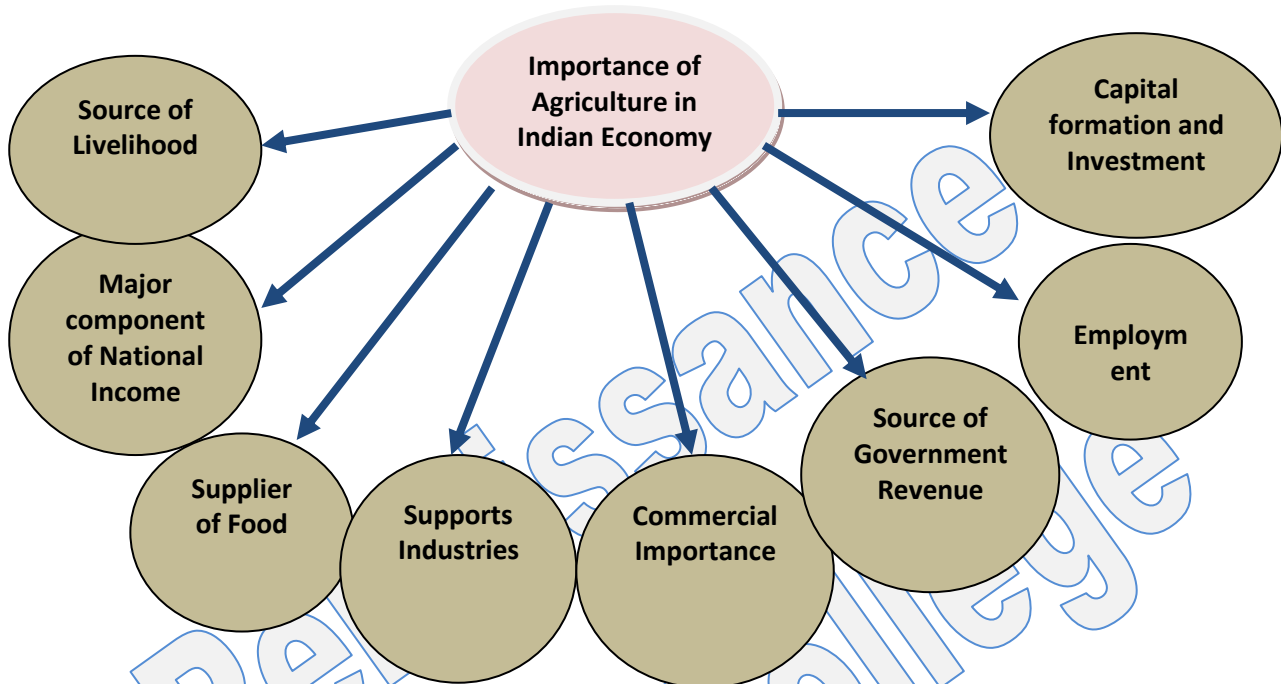 Importance of
Agriculture in
Indian Economy
Source of
Livelihood
Major
component
of National
Income
Supplier
of Food
Supports
Industries
Commercial
Importance
Source of
Government
Revenue
Employm
ent
Capital
formation and
Investment